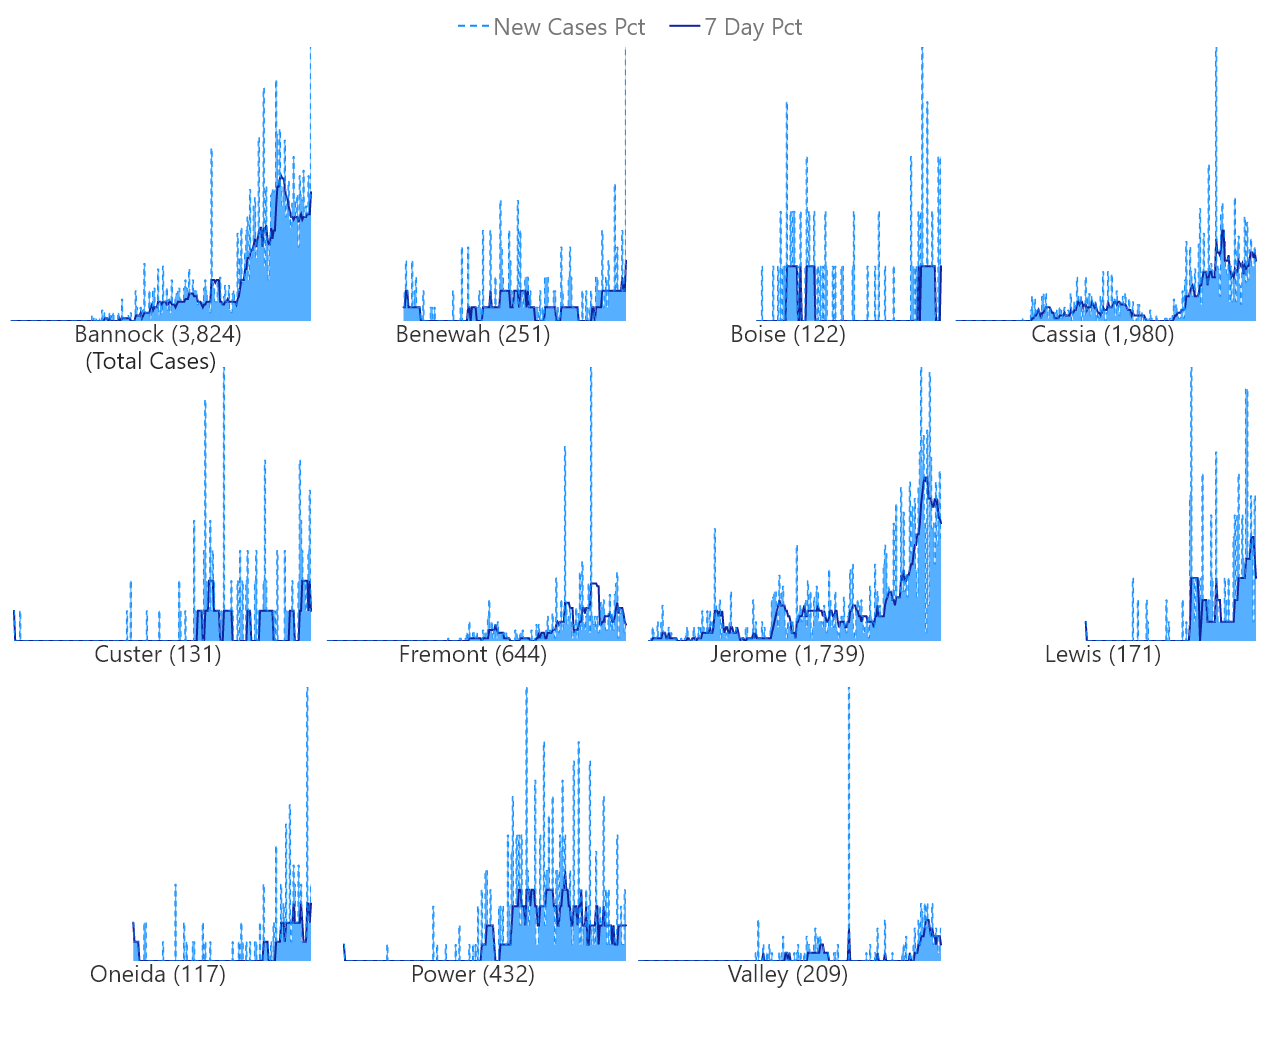 New Cases Pct 7 Day Pct
Bannock (3,824)
(Total Cases)
Benewah (251)
Boise (122)
Cassia (1,980)
Custer (131)
Fremont (644)
Jerome (1,739)
Lewis (171)
Oneida (117)
Power (432)
Valley (209)